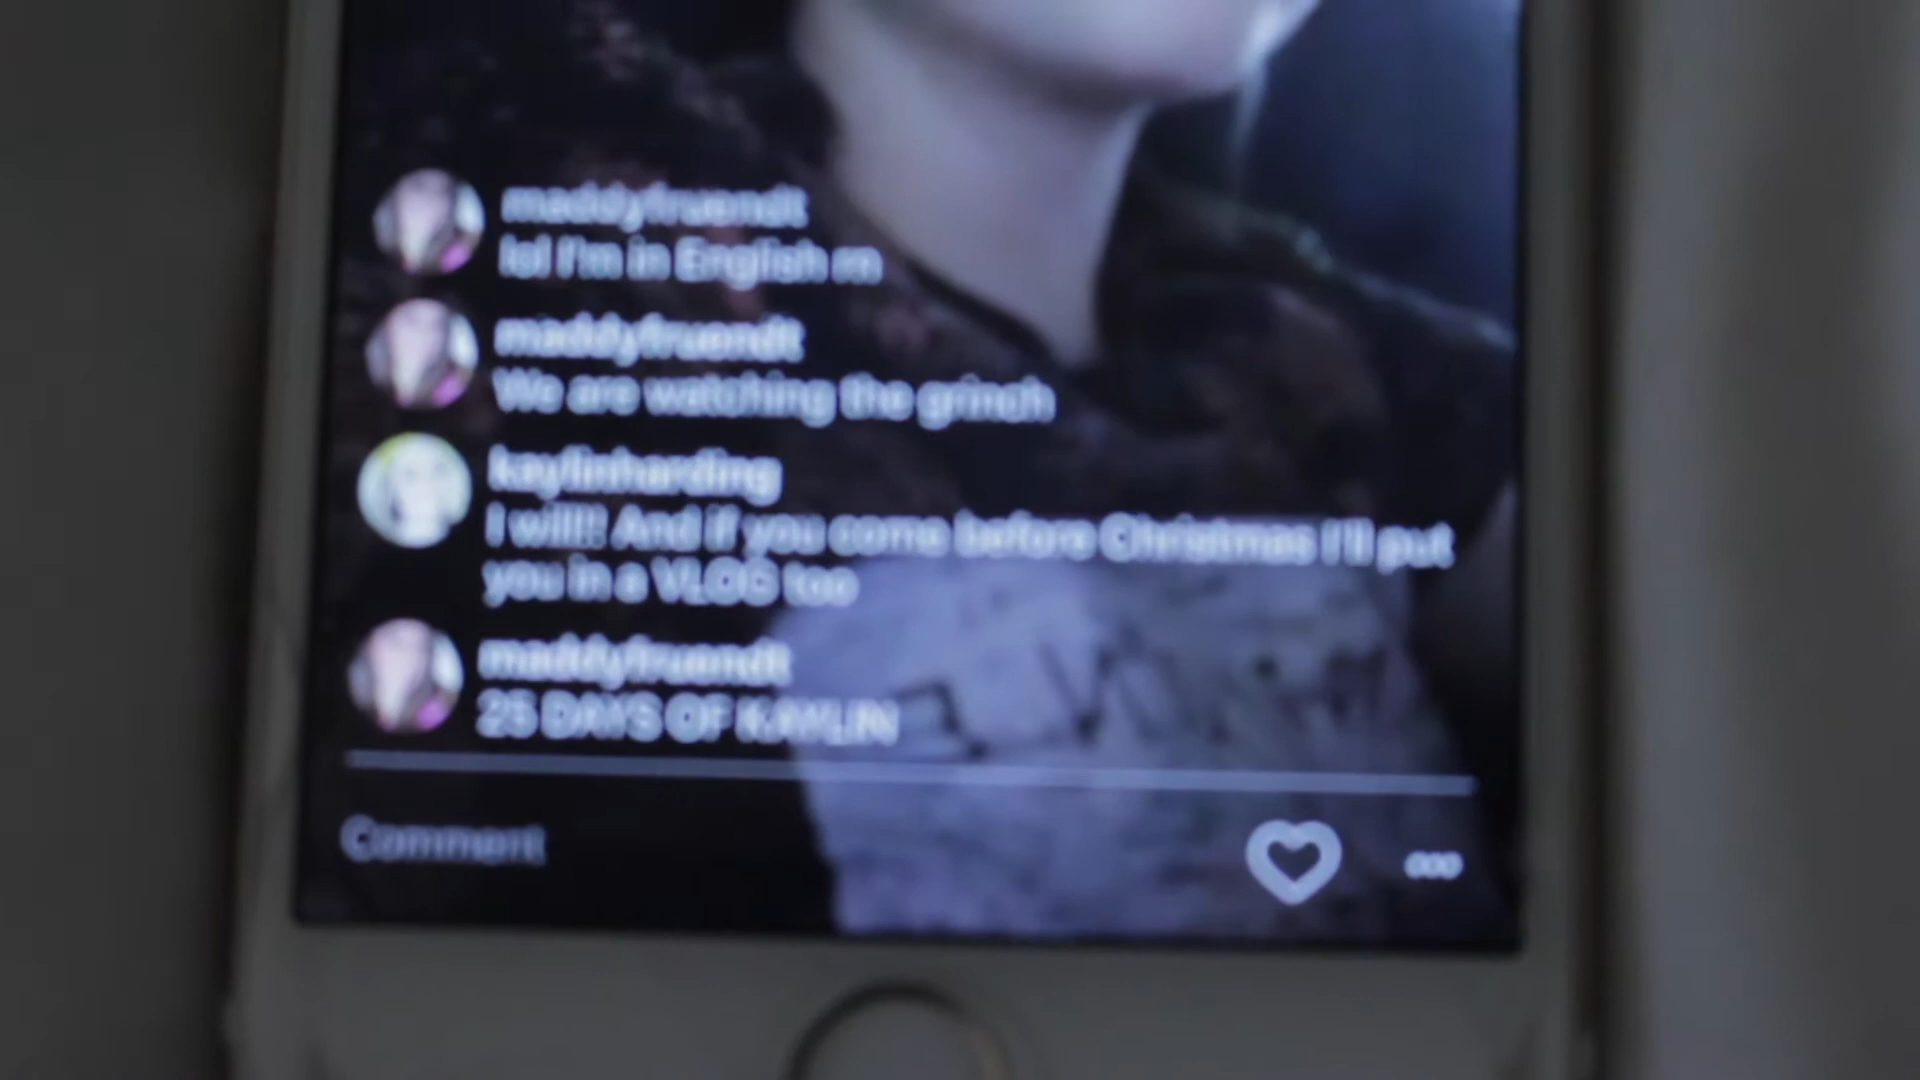 maddyfruendt
lol I'm in English rn
maddyfruendt
We are watching the grinch
kaylinharding
I will!! And if you come before Christmas I'll put
you in a VLOG too
maddyfruendt
25 DAYS OF KAYLIN
Comment